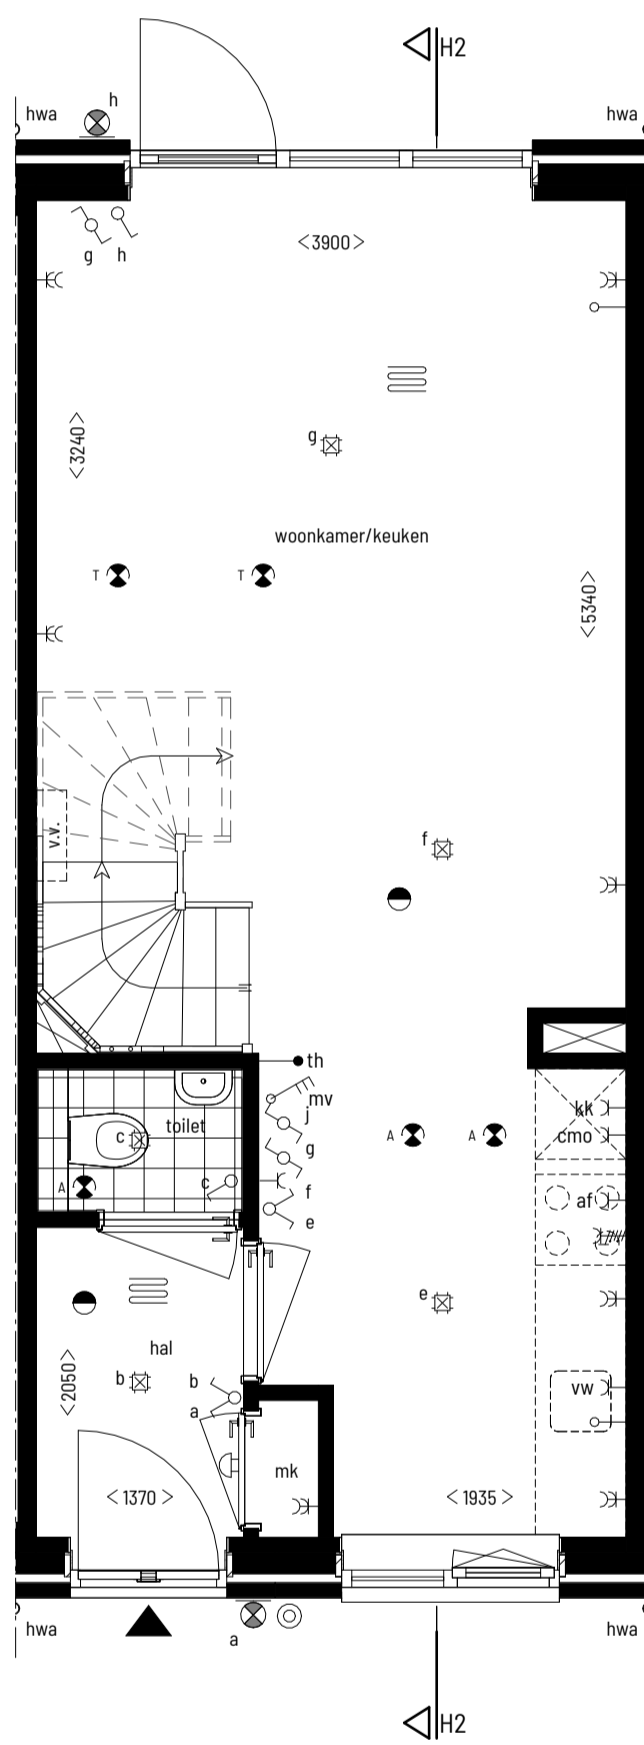 H2
h
hwa
hwa
<3900>
g
h
<3240>
g
woonkamer/keuken
T
T
<5340>
f
v.v.
th
mv
kk
j
toilet
c
cmo
A
A
g
A
c
f
af
e
e
hal
b
<2050>
b
a
vw
mk
<1370>
<1935>
hwa
a
hwa
H2